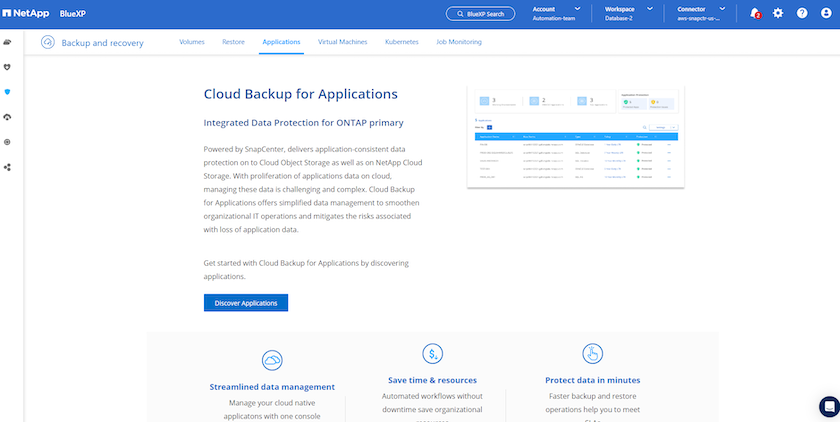 NetApp BlueXP
BlueXP Search
Account
Automation-team
Workspace
Database-2
Connector
aws-snapctr-us-...
2
Backup and recovery
Volumes
Restore
Applications
Virtual Machines
Kubernetes
Job Monitoring
Cloud Backup for Applications
Integrated Data Protection for ONTAP primary
Powered by SnapCenter, delivers application-consistent data
protection on to Cloud Object Storage as well as on NetApp Cloud
Storage. With proliferation of applications data on cloud,
managing these data is challenging and complex. Cloud Backup
for Applications offers simplified data management to smoothen
organizational IT operations and mitigates the risks associated
with loss of application data.
Get started with Cloud Backup for Applications by discovering
applications.
Discover Applications
3
2
3
Streamlined data management
Manage your cloud native
applicatons with one console
Save time & resources
Automated workflows without
downtime save organizational
Protect data in minutes
Faster backup and restore
operations help you to meet